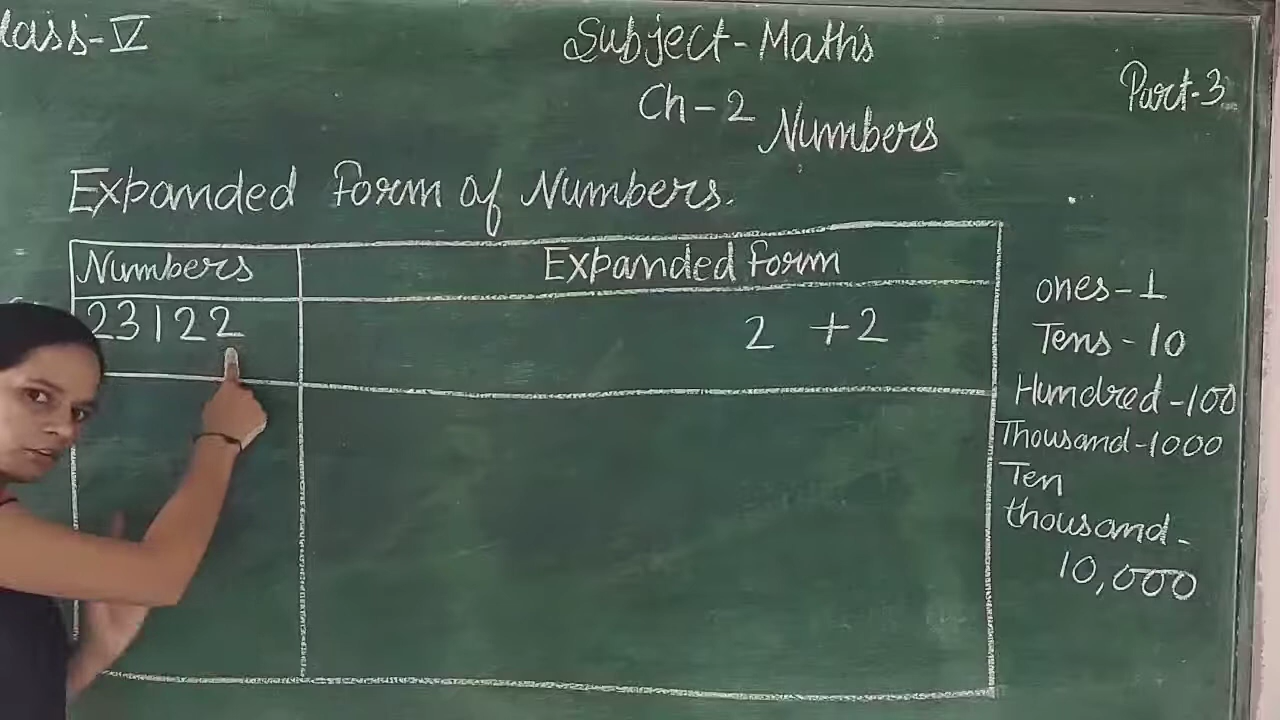 lass-V
Subject-Maths
Part-3
Ch-2 Numbers
Expanded Form of Numbers.
Numbers Expanded Form
23122 2 +2
ones-1
Tens-10
Hundred-100
Thousand-1000
Ten
thousand-
10,000